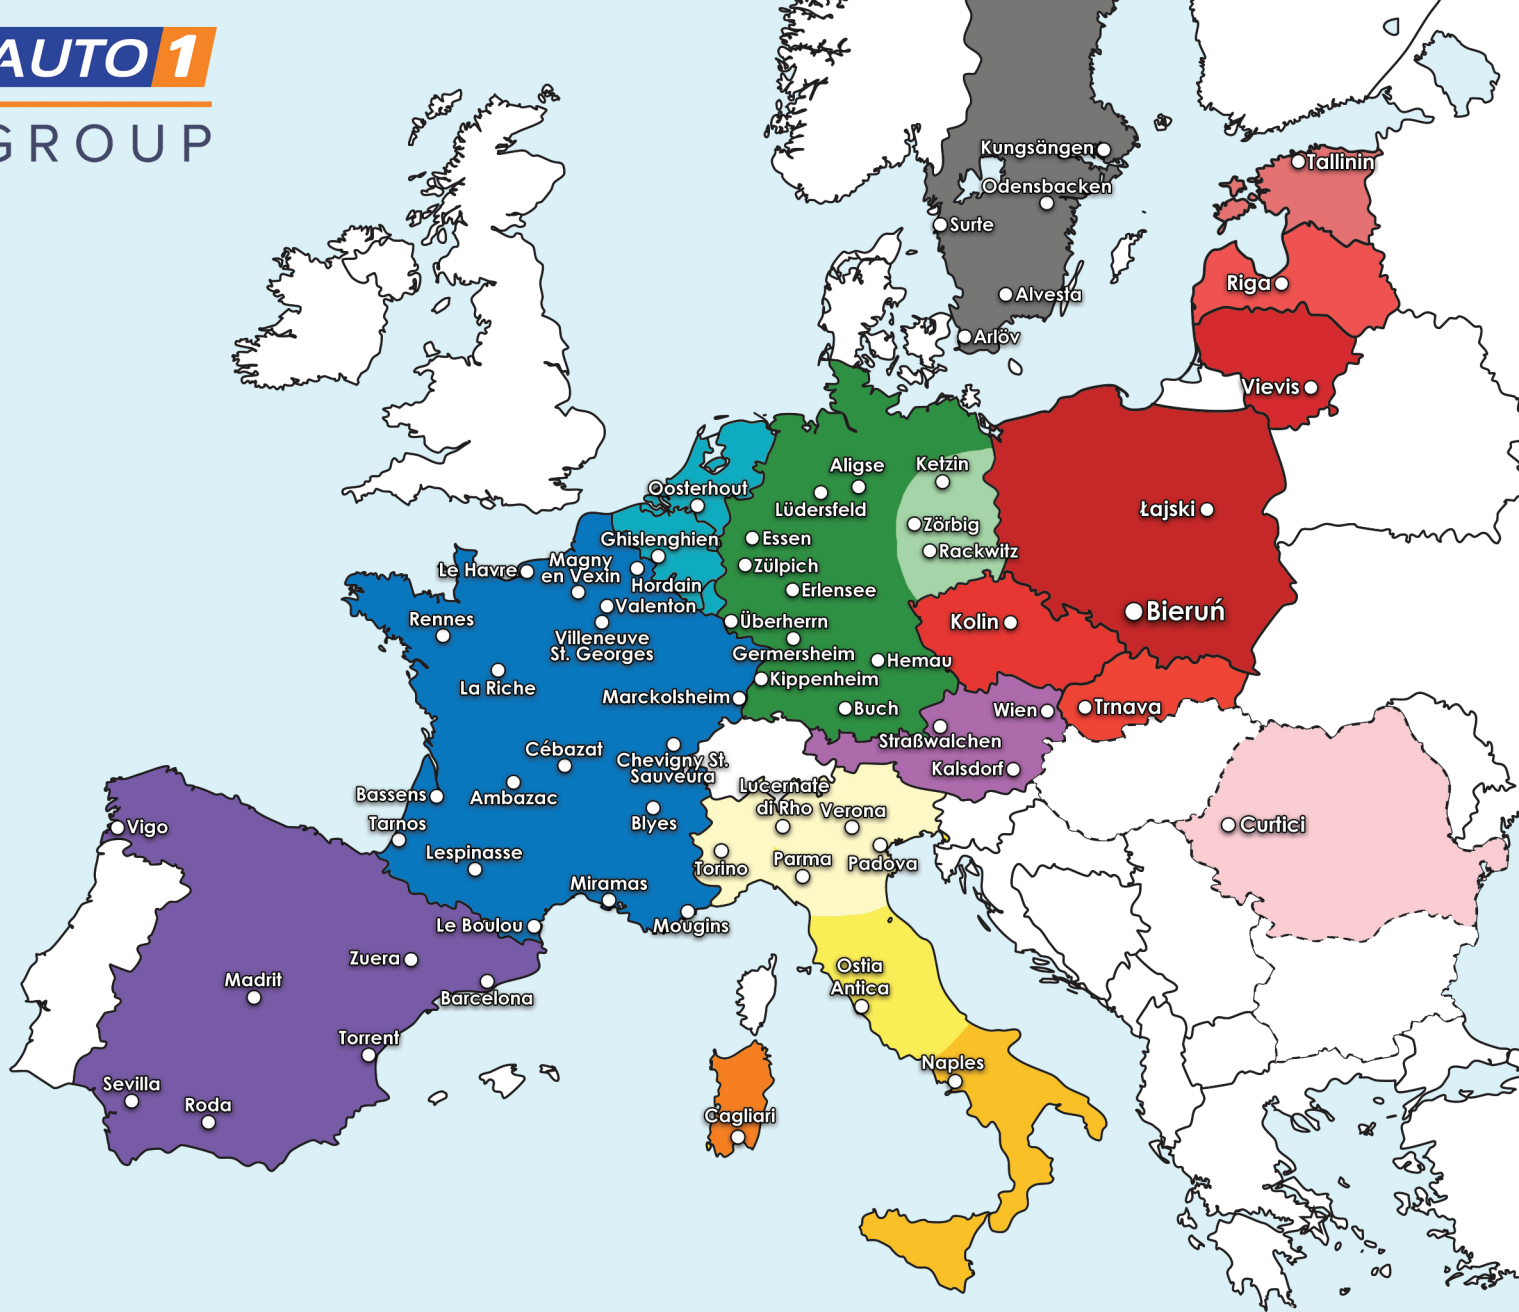 AUTO1
GROUP
Kungsängen
Tallinin
Odensbacken
Surte
Riga
Alvesta
Arlöv
Vievis
Aligse
Ketzin
Oosterhout
Lüdersfeld
Łajski
Zörbig
Ghislenghien
Essen
Rackwitz
Magny
en Vexin
Le Havre
Zülpich
Hordain
Erlensee
Valenton
Bieruń
Rennes
Überherrn
Kolin
Villeneuve
St. Georges
Germersheim
Hemau
La Riche
Kippenheim
Marckolsheim
Buch
Wien
Trnava
Straßwalchen
Cébazat
Chevigny St.
Sauveura
Kalsdorf
Lucernate
di Rho
Bassens
Ambazac
Verona
Vigo
Tarnos
Blyes
Curtici
Lespinasse
Torino
Parma
Padova
Miramas
Le Boulou
Mougins
Zuera
Ostia
Antica
Madrit
Barcelona
Torrent
Naples
Sevilla
Roda
Cagliari